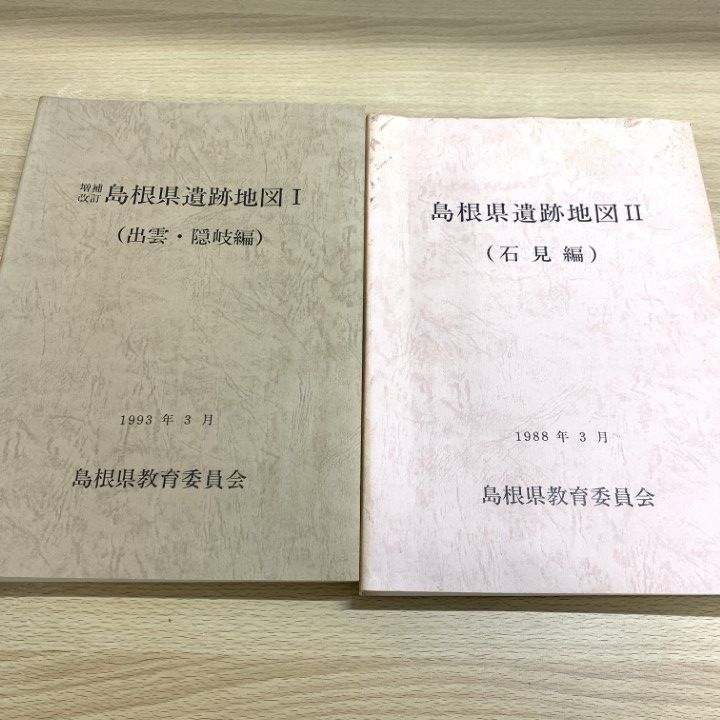 増補
改訂 島根県遺跡地図 I
(出雲・隠岐編)
1993 年 3 月
島根県教育委員会
島根県遺跡地図 II
(石見編)
1988 年 3 月
島根県教育委員会